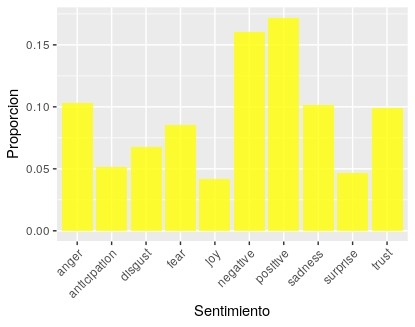 Proporcion
0.15
0.10
0.05
0.00
anger
anticipation
disgust
fear
joy
negative
positive
sadness
surprise
trust
Sentimiento